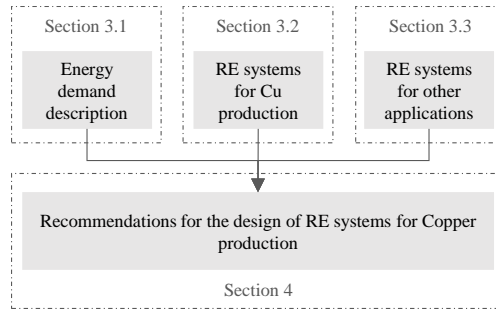 Section 3.1
Section 3.2
Section 3.3
Energy
demand
description
RE systems
for Cu
production
RE systems
for other
applications
Recommendations for the design of RE systems for Copper
production
Section 4